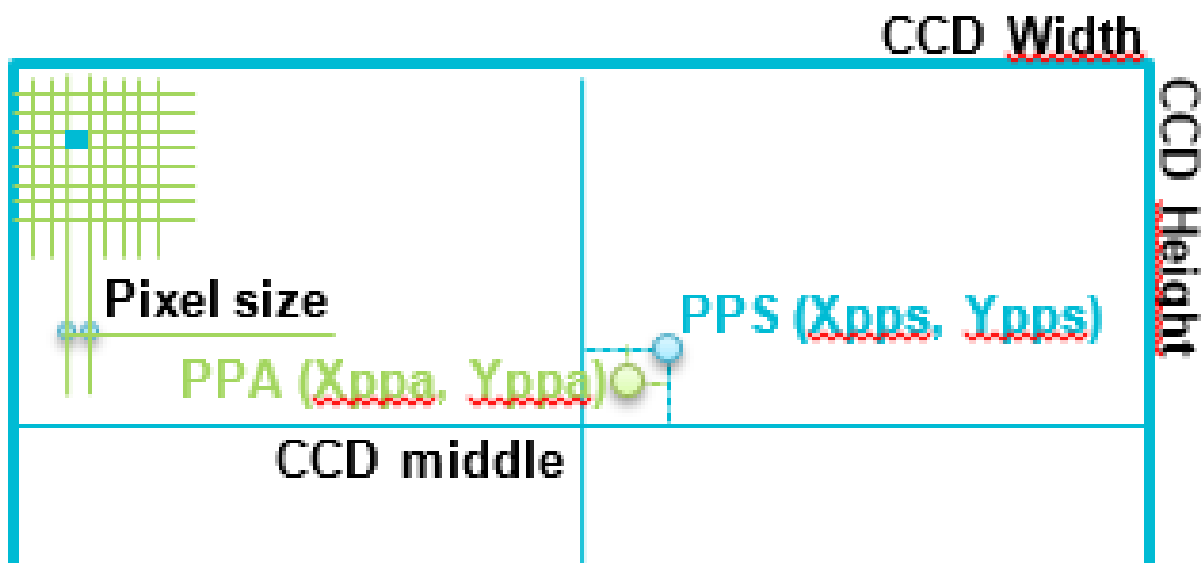 CCD Width
CCD Height
Pixel size
PPS (Xpps, Ypps)
PPA (Xppa, Yppa)
CCD middle